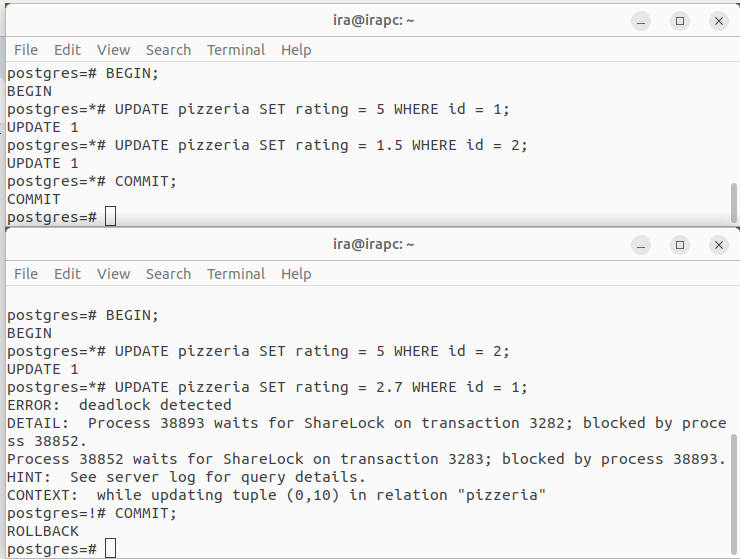 ira@irapc: ~
File Edit View Search Terminal Help
postgres=# BEGIN;
BEGIN
postgres=*# UPDATE pizzeria SET rating = 5 WHERE id = 1;
UPDATE 1
postgres=*# UPDATE pizzeria SET rating = 1.5 WHERE id = 2;
UPDATE 1
postgres=*# COMMIT;
COMMIT
postgres=#
ira@irapc: ~
File Edit View Search Terminal Help
postgres=# BEGIN;
BEGIN
postgres=*# UPDATE pizzeria SET rating = 5 WHERE id = 2;
UPDATE 1
postgres=*# UPDATE pizzeria SET rating = 2.7 WHERE id = 1;
ERROR:  deadlock detected
DETAIL:  Process 38893 waits for ShareLock on transaction 3282; blocked by proce
ss 38852.
Process 38852 waits for ShareLock on transaction 3283; blocked by process 38893.
HINT:  See server log for query details.
CONTEXT:  while updating tuple (0,10) in relation "pizzeria"
postgres=!# COMMIT;
ROLLBACK
postgres=#